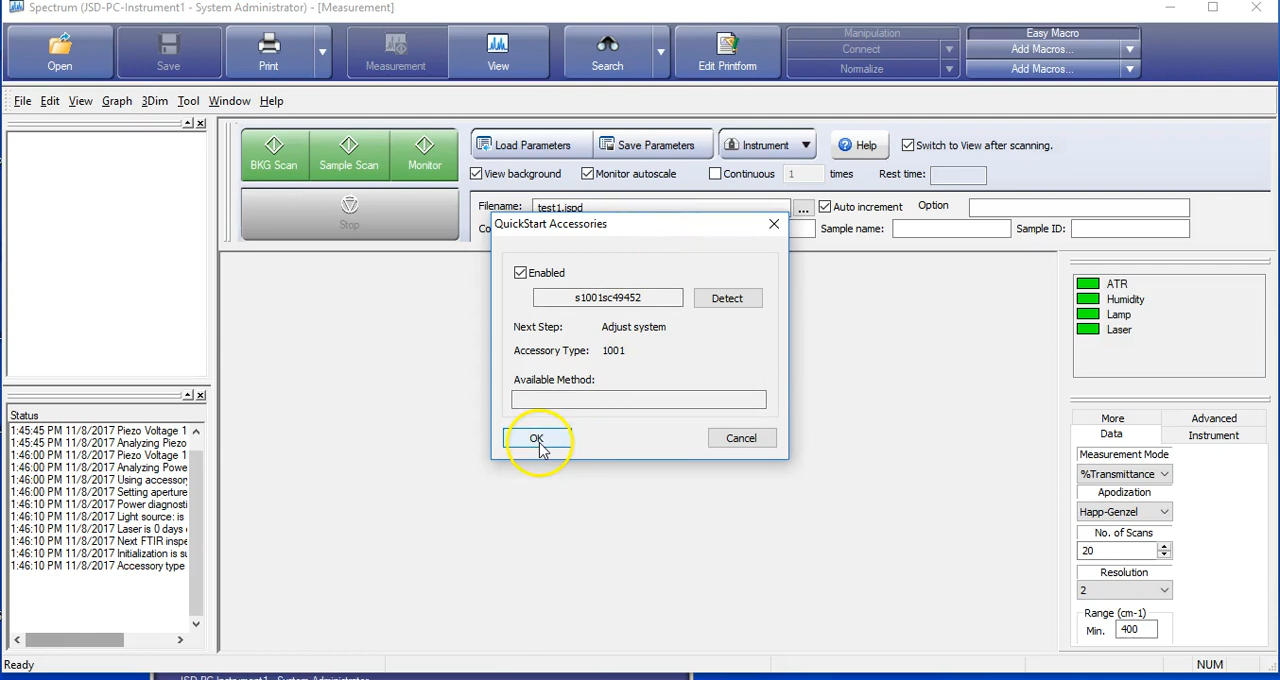 Spectrum (JSD-PC-Instrument1 - System Administrator) - [Measurement]
Open
Save
Print
Measurement
View
Search
Edit Printform
Manipulation
Connect
Normalize
Easy Macro
Add Macros...
Add Macros...
File Edit View Graph 3Dim Tool Window Help
BKG Scan
Sample Scan
Monitor
Stop
Load Parameters
Save Parameters
Instrument
Help
Switch to View after scanning.
View background
Monitor autoscale
Continuous
1
times
Rest time:
Filename:
test1.ispd
...
Auto increment
Option
Co
Sample name:
Sample ID:
QuickStart Accessories
Enabled
s1001sc49452
Detect
Next Step: Adjust system
Accessory Type: 1001
Available Method:
OK
Cancel
ATR
Humidity
Lamp
Laser
Status
1:45:45 PM 11/8/2017 Piezo Voltage 1
1:45:45 PM 11/8/2017 Analyzing Piezo
1:46:00 PM 11/8/2017 Piezo Voltage 1
1:46:00 PM 11/8/2017 Analyzing Power
1:46:00 PM 11/8/2017 Using accessory
1:46:00 PM 11/8/2017 Setting aperture
1:46:10 PM 11/8/2017 Power diagnosti
1:46:10 PM 11/8/2017 Light source: is
1:46:10 PM 11/8/2017 Laser is 0 days
1:46:10 PM 11/8/2017 Next FTIR inspe
1:46:10 PM 11/8/2017 Initialization is su
1:46:10 PM 11/8/2017 Accessory type
More
Advanced
Data
Instrument
Measurement Mode
%Transmittance
Apodization
Happ-Genzel
No. of Scans
20
Resolution
2
Range (cm-1)
Min. 400
Ready
NUM
JSD-PC-Instrument1 - System Administrator